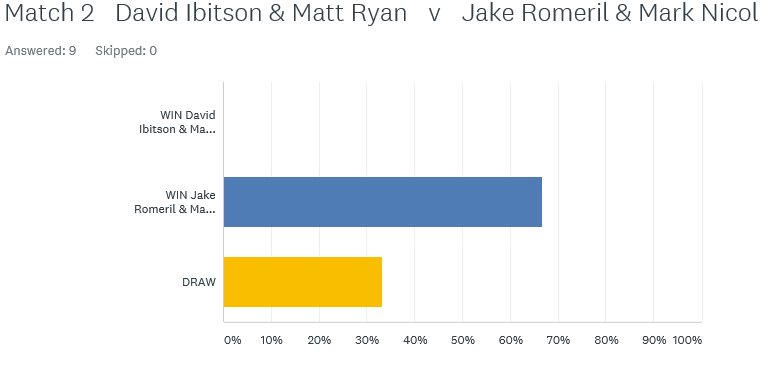 Match 2 David Ibitson & Matt Ryan v Jake Romeril & Mark Nicol
Answered: 9 Skipped: 0
WIN David
Ibitson & Ma...
WIN Jake
Romeril & Ma...
DRAW
0% 10% 20% 30% 40% 50% 60% 70% 80% 90% 100%